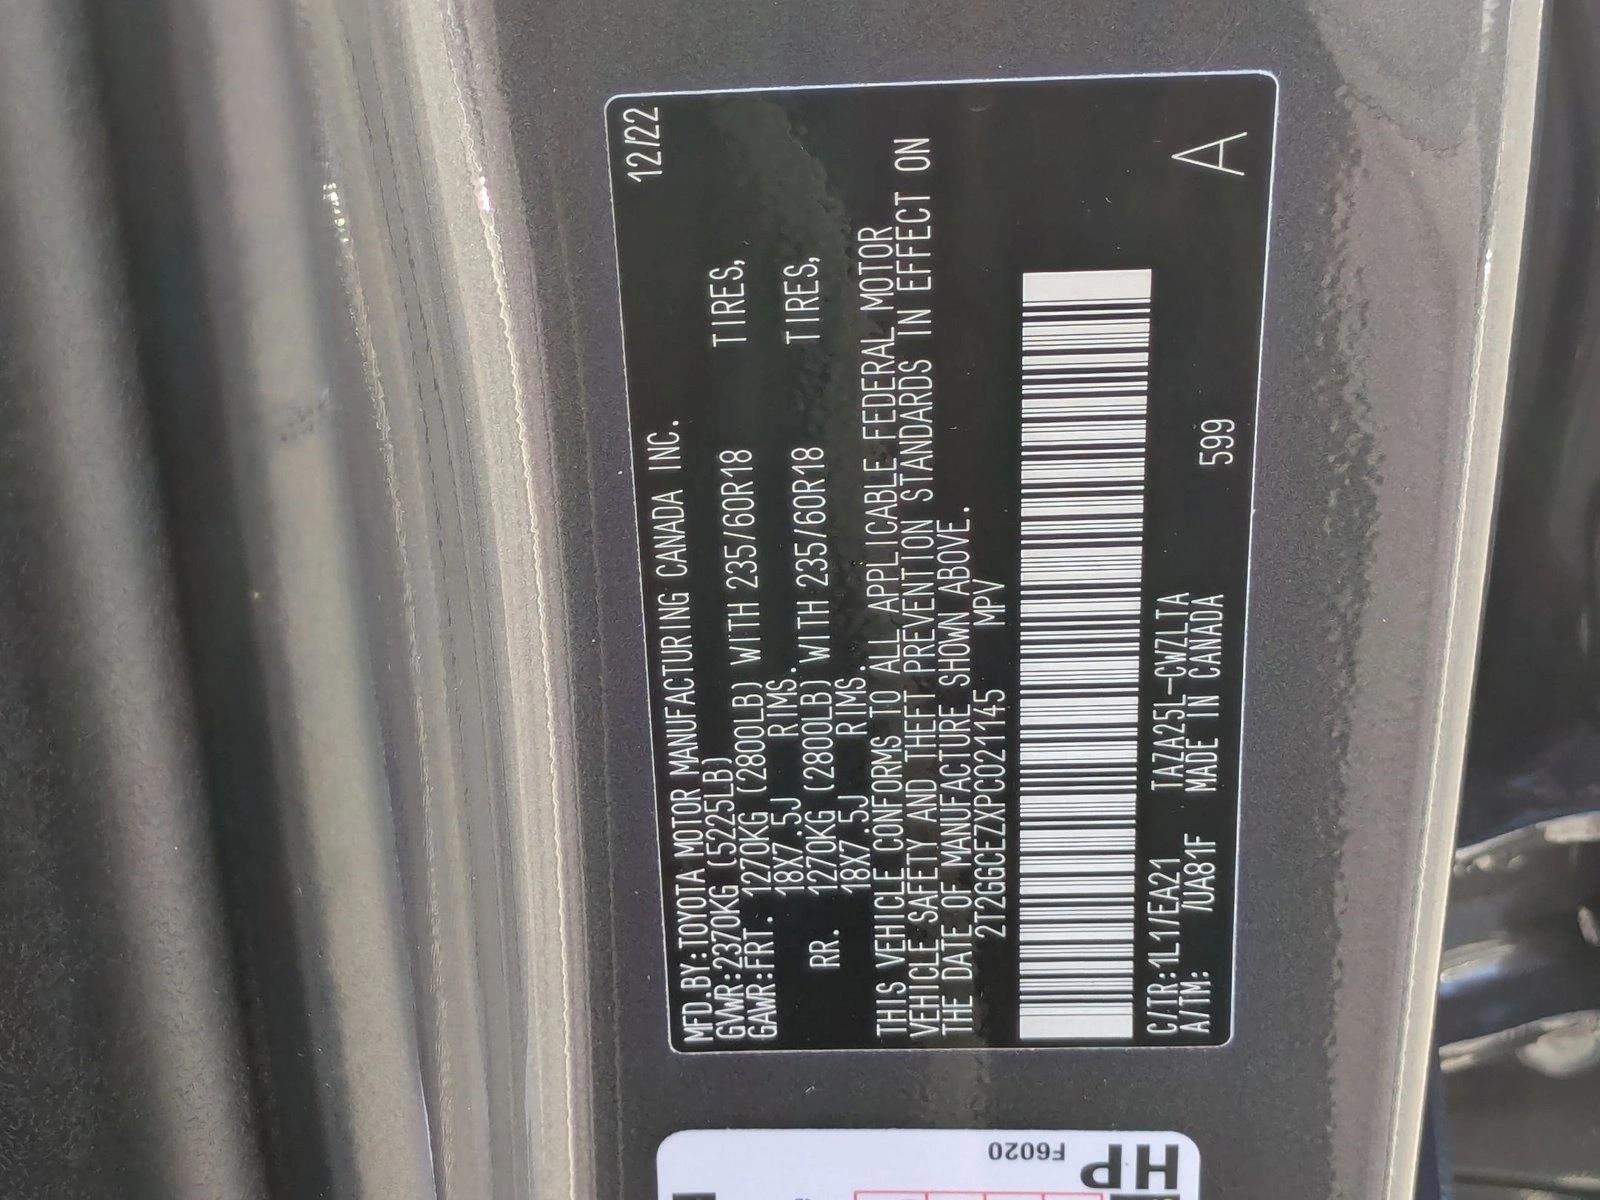 MFD.BY:TOYOTA MOTOR MANUFACTURING CANADA INC. 12/22
GVWR:2370KG (5225LB)
GAWR:FRT. 1270KG (2800LB) WITH 235/60R18 TIRES,
18X7.5J RIMS.
RR. 1270KG (2800LB) WITH 235/60R18 TIRES,
18X7.5J RIMS.
THIS VEHICLE CONFORMS TO ALL APPLICABLE FEDERAL MOTOR
VEHICLE SAFETY AND THEFT PREVENTION STANDARDS IN EFFECT ON
THE DATE OF MANUFACTURE SHOWN ABOVE.
2T2GGCEZXPC021145 MPV
C/TR:1L1/EA21 TAZA25L-CWZLTA
A/TM: /UA81F MADE IN CANADA 599 A
F6020
HP